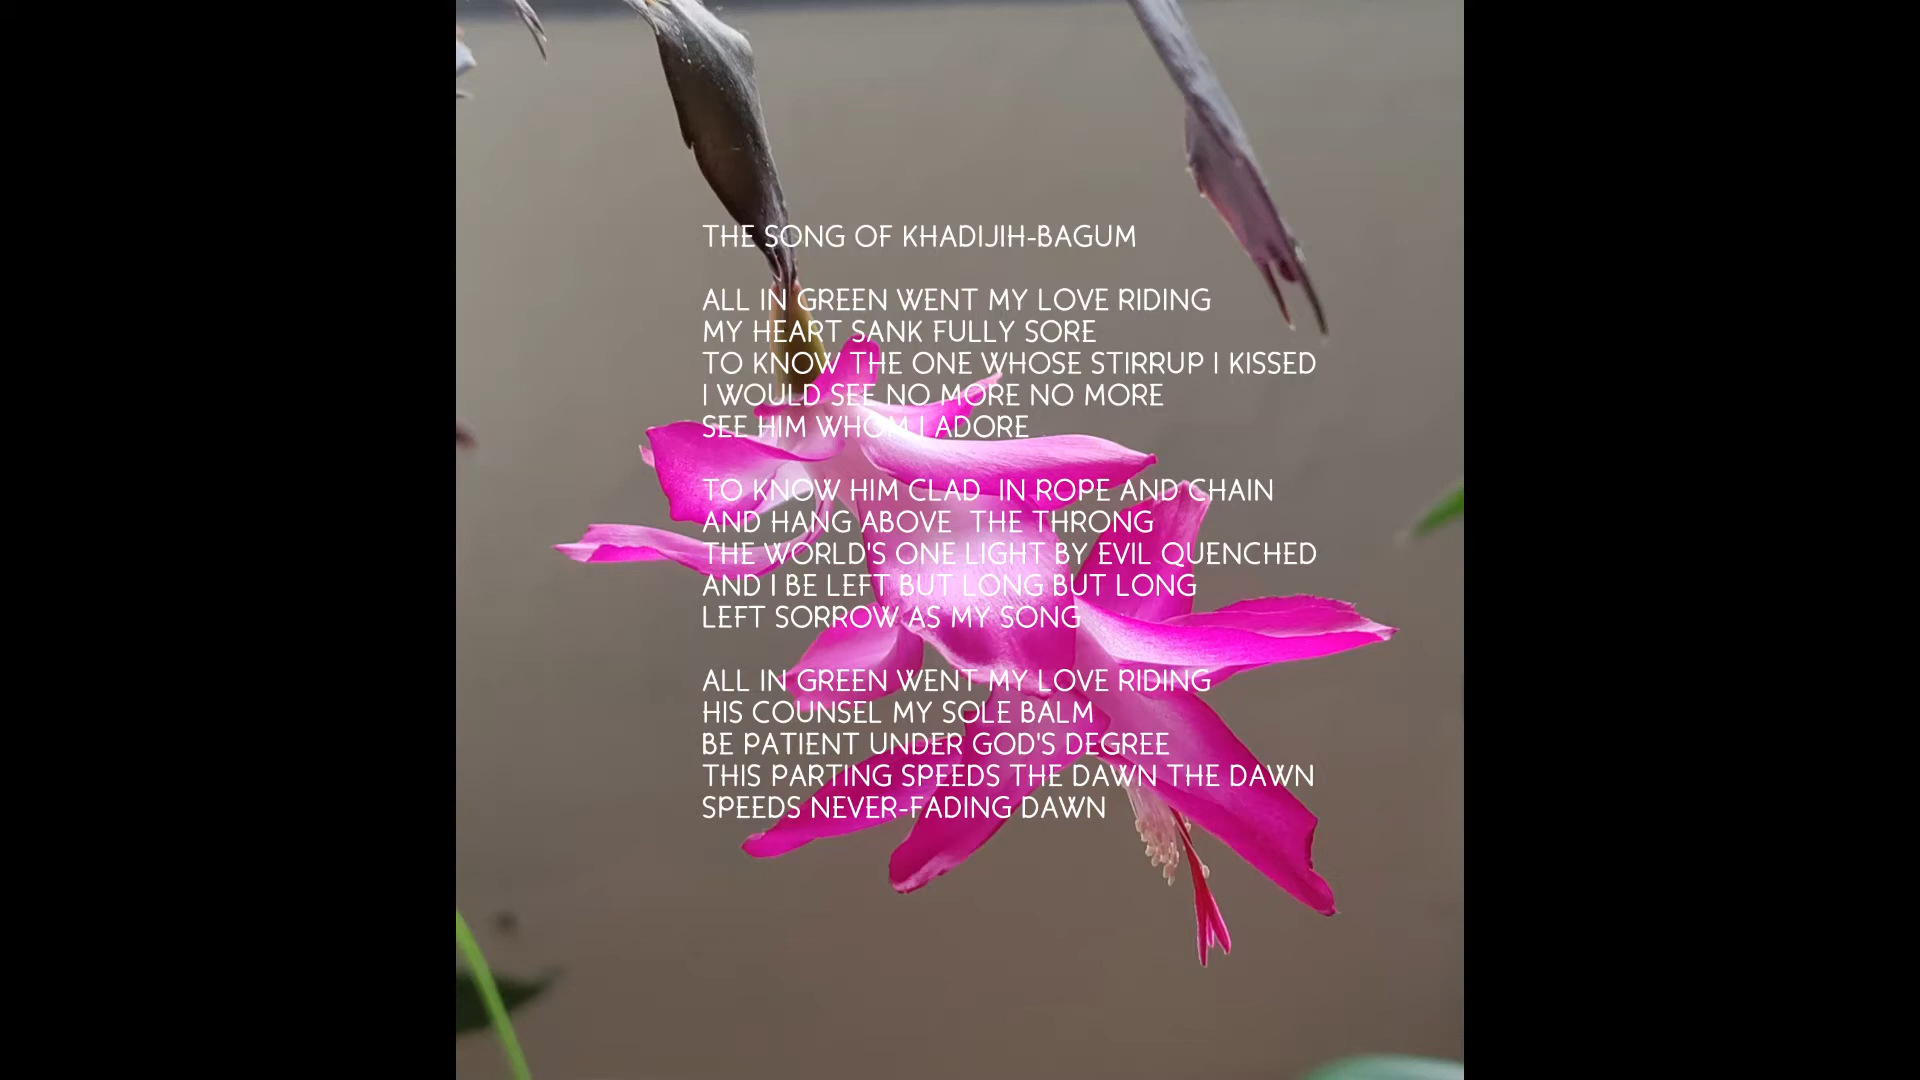 THE SONG OF KHADIJIH-BAGUM
ALL IN GREEN WENT MY LOVE RIDING
MY HEART SANK FULLY SORE
TO KNOW THE ONE WHOSE STIRRUP I KISSED
I WOULD SEE NO MORE NO MORE
SEE HIM WHOM I ADORE
TO KNOW HIM CLAD IN ROPE AND CHAIN
AND HANG ABOVE THE THRONG
THE WORLD'S ONE LIGHT BY EVIL QUENCHED
AND I BE LEFT BUT LONG BUT LONG
LEFT SORROW AS MY SONG
ALL IN GREEN WENT MY LOVE RIDING
HIS COUNSEL MY SOLE BALM
BE PATIENT UNDER GOD'S DEGREE
THIS PARTING SPEEDS THE DAWN THE DAWN
SPEEDS NEVER-FADING DAWN